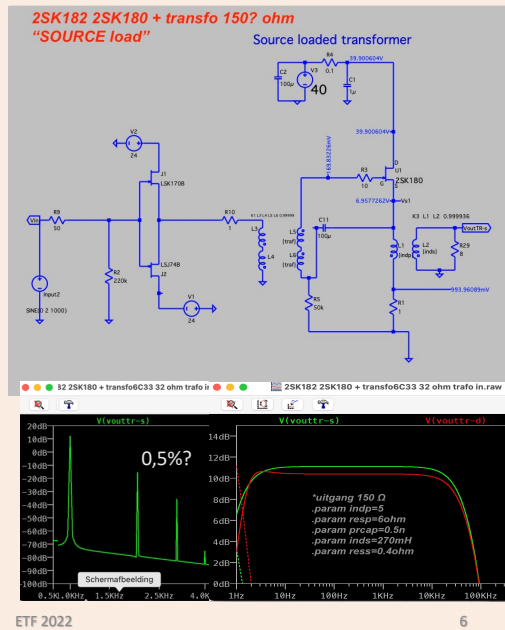 2SK182 2SK180 + transfo 150? ohm
“SOURCE load”
Source loaded transformer
39.900604V
R4
0.1
C2
100µ
V3
40
C1
1µ
39.900604V
V2
24
J1
LSK170B
169.83226mV
R3
10
D
U1
G
S
2SK180
6.9577262V
Vs1
Vin
R9
50
R10
1
K1 L3 L4 L5 L6 0.99999
L3
L4
L5
(traf)
L6
(traf)
C11
100µ
K3 L1 L2 0.999936
VoutTR-s
L1
(indp)
L2
(inds)
R29
8
R2
220k
LSJ74B
J2
Input2
SINE(0 2 1000)
V1
24
R5
50k
993.96089mV
R1
1
32 2SK180 + transfo6C33 32 ohm trafo in
2SK182 2SK180 + transfo6C33 32 ohm trafo in.raw
V(vouttr-s)
V(vouttr-s)
V(vouttr-d)
20dB
10dB
0dB
-10dB
-20dB
-30dB
-40dB
-50dB
-60dB
-70dB
-80dB
-90dB
-100dB
0,5%?
Schermafbeelding
0.5K
1.0KHz
1.5KHz
2.5KHz
14dB
12dB
10dB
8dB
6dB
4dB
2dB
0dB
*uitgang 150 Ω
.param indp=5
.param resp=6ohm
.param prcap=0.5n
.param inds=270mH
.param ress=0.4ohm
1Hz
10Hz
100Hz
1KHz
10KHz
100KHz
ETF 2022
6